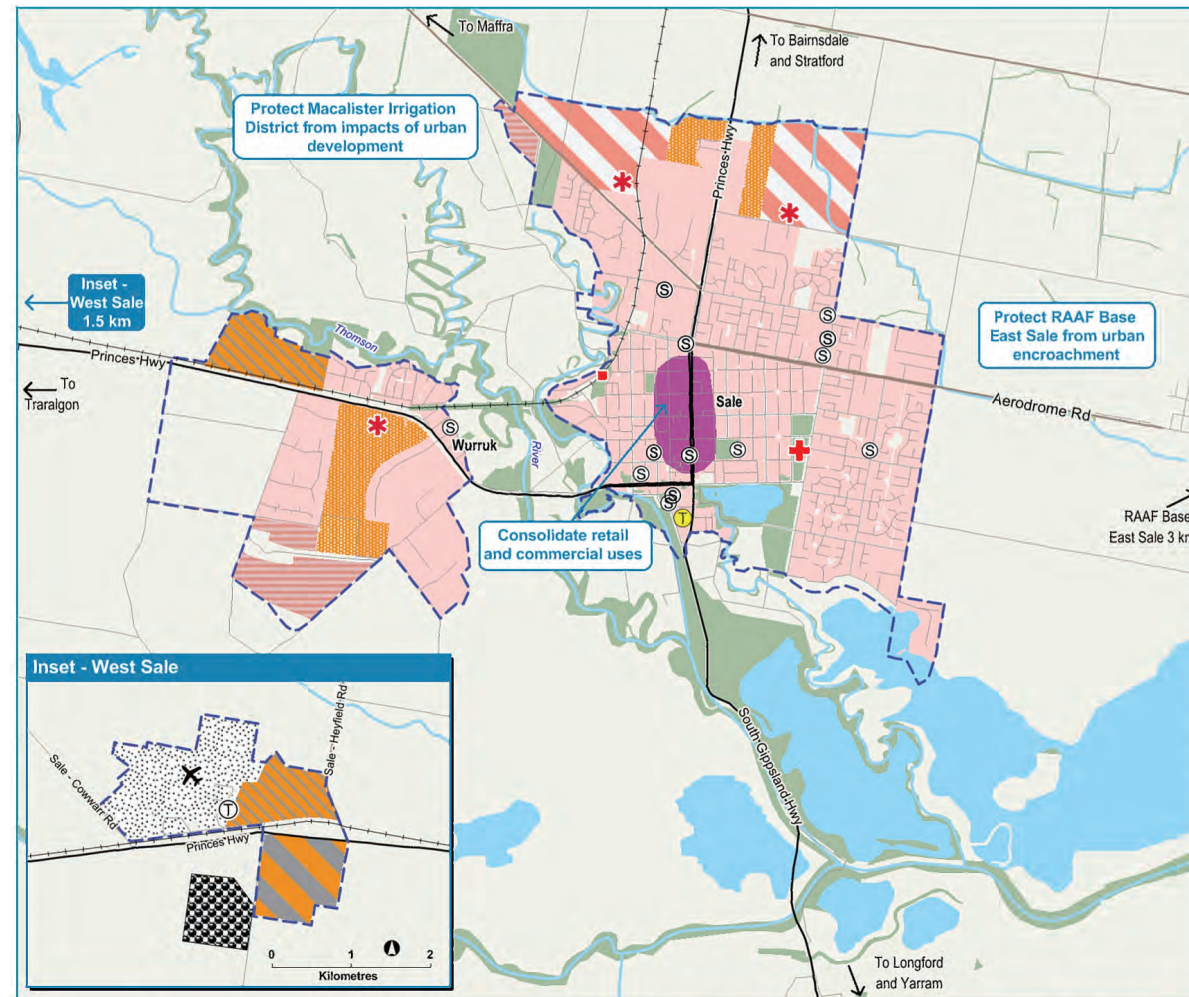 To Maffra
To Bairnsdale
and Stratford
Protect Macalister Irrigation
District from impacts of urban
development
Princes Hwy
Inset -
West Sale
1.5 km
Thomson
River
Princes Hwy
To
Traralgon
S
S
S
S
S
Protect RAAF Base
East Sale from urban
encroachment
Aerodrome Rd
Sale
Wurruk
S
S
S
S
S
S
S
S
T
Consolidate retail
and commercial uses
RAAF Base
East Sale 3 km
South Gippsland Hwy
To Longford
and Yarram
Inset - West Sale
Sale - Heyfield Rd
Sale - Cowwarr Rd
T
Princes Hwy
0 1 2
Kilometres